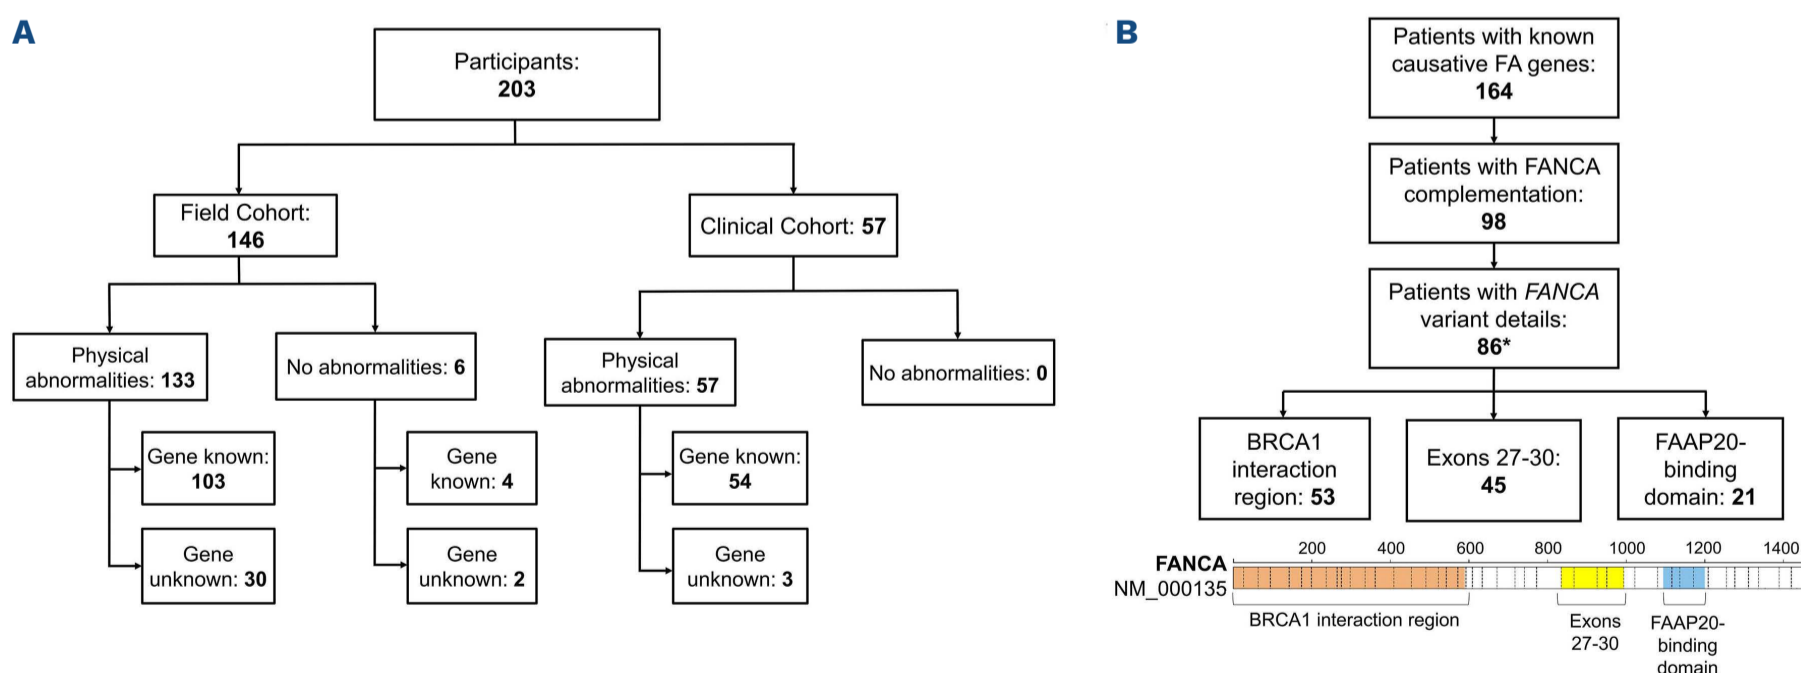 A
Participants:
203
Field Cohort:
146
Clinical Cohort: 57
Physical
abnormalities: 133
No abnormalities: 6
Physical
abnormalities: 57
No abnormalities: 0
Gene known:
103
Gene
known: 4
Gene known:
54
Gene
unknown: 30
Gene
unknown: 2
Gene
unknown: 3
B
Patients with known
causative FA genes:
164
Patients with FANCA
complementation:
98
Patients with FANCA
variant details:
86*
BRCA1
interaction
region: 53
Exons 27-30:
45
FAAP20-
binding
domain: 21
200 400 600 800 1000 1200 1400
FANCA
NM_000135
BRCA1 interaction region
Exons
27-30
FAAP20-
binding
domain